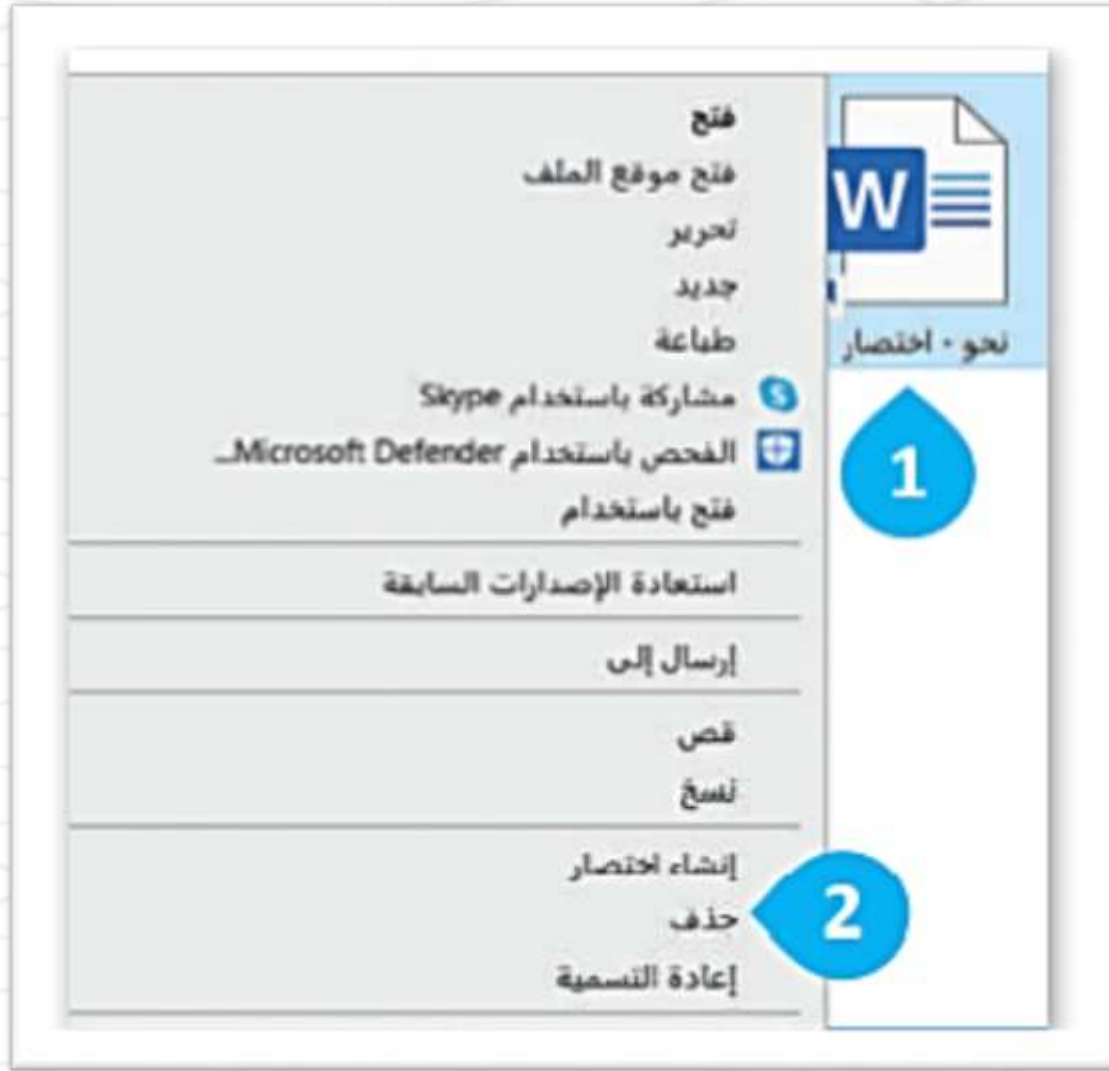 فتح
فتح موقع الملف
تحرير
جديد
طباعة
مشاركة باستخدام Skype
الفحص باستخدام Microsoft Defender...
فتح باستخدام
استعادة الإصدارات السابقة
إرسال إلى
قص
نسخ
إنشاء اختصار
حذف
إعادة التسمية
W
نحو - اختصار
1
2